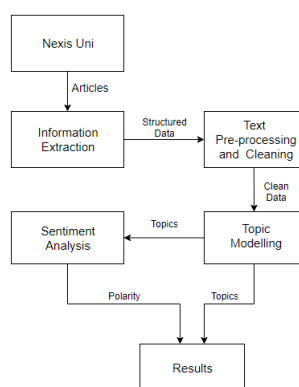 Nexis Uni
Articles
Information
Extraction
Structured
Data
Text
Pre-processing
and Cleaning
Clean
Data
Sentiment
Analysis
Topics
Topic
Modelling
Polarity
Topics
Results